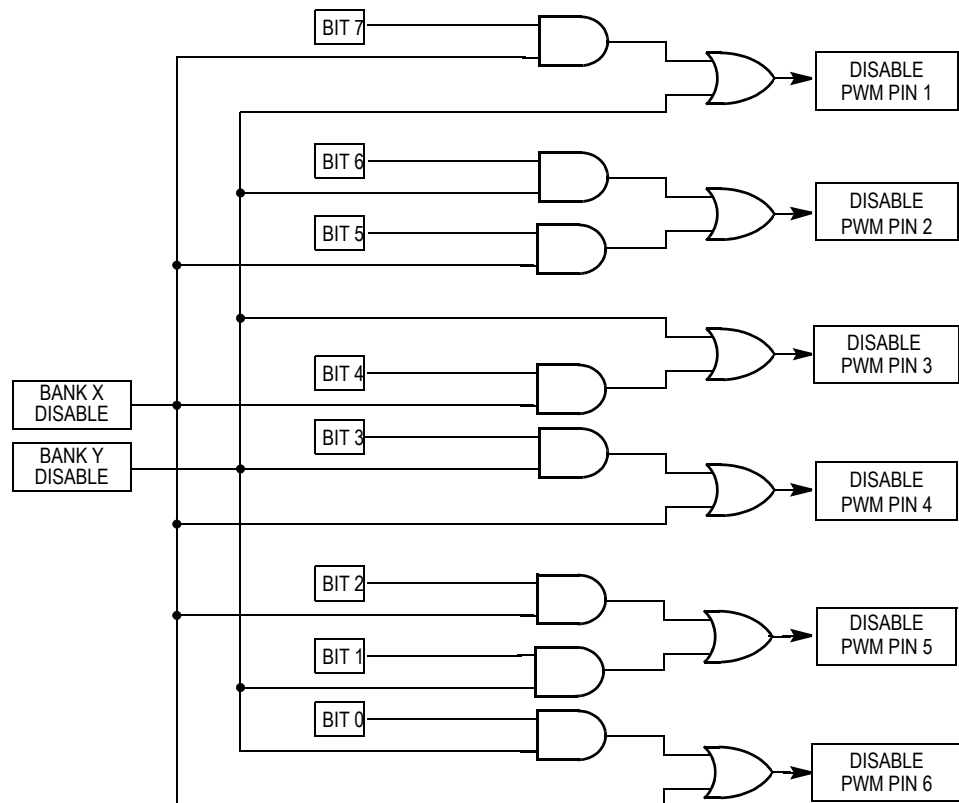 BIT 7
DISABLE
PWM PIN 1
BIT 6
DISABLE
PWM PIN 2
BIT 5
DISABLE
PWM PIN 3
BIT 4
BANK X
DISABLE
BIT 3
BANK Y
DISABLE
DISABLE
PWM PIN 4
BIT 2
DISABLE
PWM PIN 5
BIT 1
BIT 0
DISABLE
PWM PIN 6